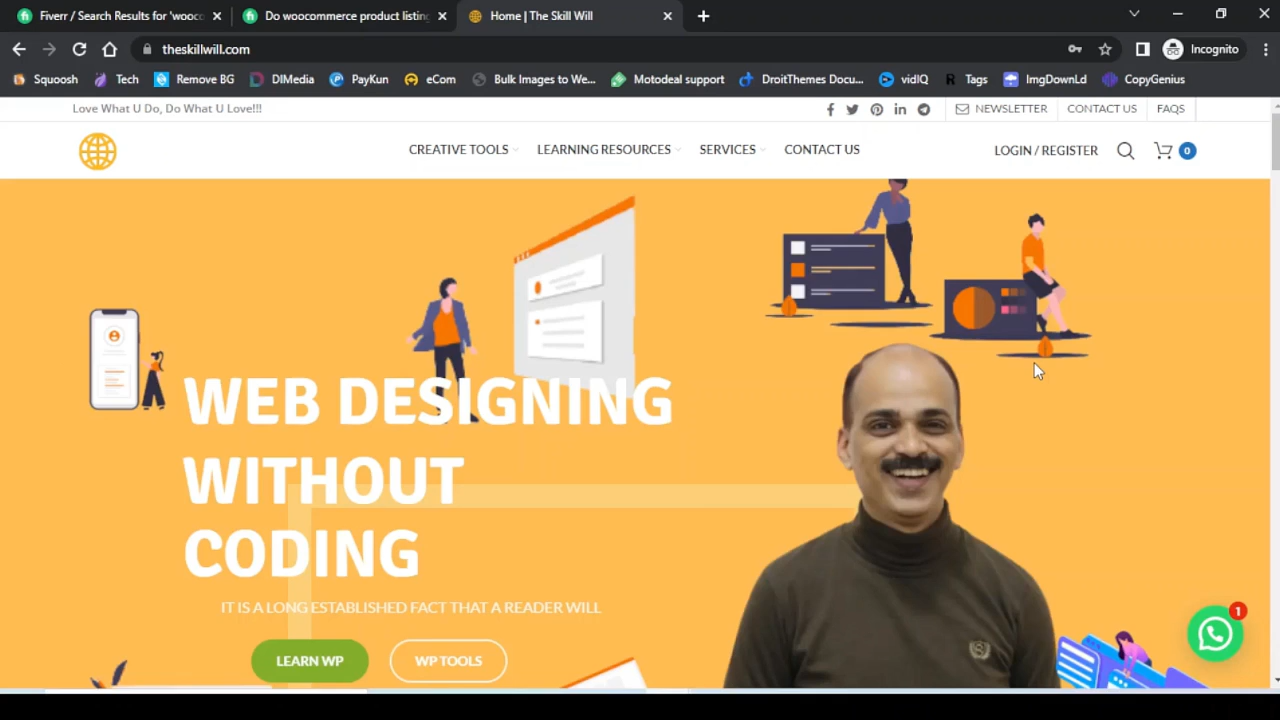 Fiverr / Search Results for 'wooco
Do woocommerce product listing
Home | The Skill Will
theskillwill.com
Incognito
Squoosh
Tech
Remove BG
DIMedia
PayKun
eCom
Bulk Images to We...
Motodeal support
DroitThemes Docu...
vidIQ
Tags
ImgDownLd
CopyGenius
Love What U Do, Do What U Love!!!
NEWSLETTER
CONTACT US
FAQS
CREATIVE TOOLS
LEARNING RESOURCES
SERVICES
CONTACT US
LOGIN / REGISTER
0
WEB DESIGNING
WITHOUT
CODING
IT IS A LONG ESTABLISHED FACT THAT A READER WILL
LEARN WP
WP TOOLS
1